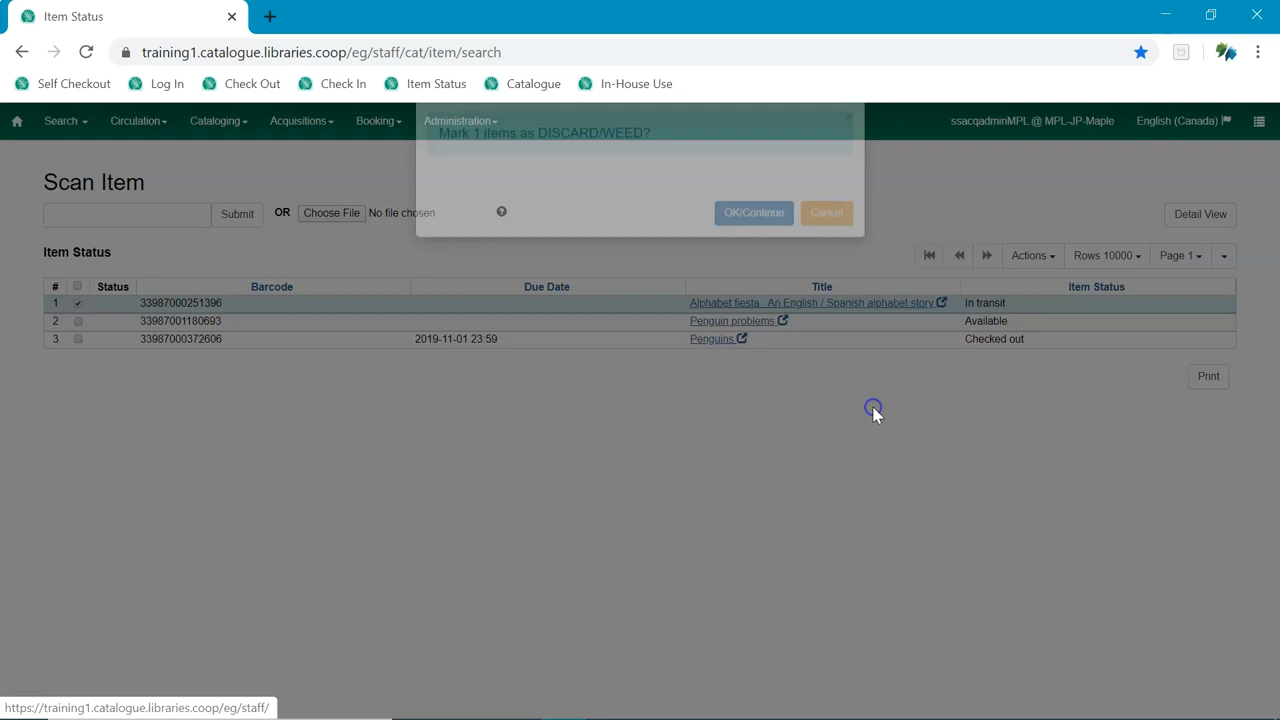 Item Status
training1.catalogue.libraries.coop/eg/staff/cat/item/search
Self Checkout Log In Check Out Check In Item Status Catalogue In-House Use
Search Circulation Cataloging Acquisitions Booking Administration ssacqadminMPL @ MPL-JP-Maple English (Canada)
Mark 1 items as DISCARD/WEED?
Scan Item
Submit OR Choose File No file chosen OK/Continue Cancel Detail View
Item Status Actions Rows 10000 Page 1
# Status Barcode Due Date Title Item Status
1 33987000251396 Alphabet fiesta An English / Spanish alphabet story In transit
2 33987001180693 Penguin problems Available
3 33987000372606 2019-11-01 23:59 Penguins Checked out
Print
https://training1.catalogue.libraries.coop/eg/staff/